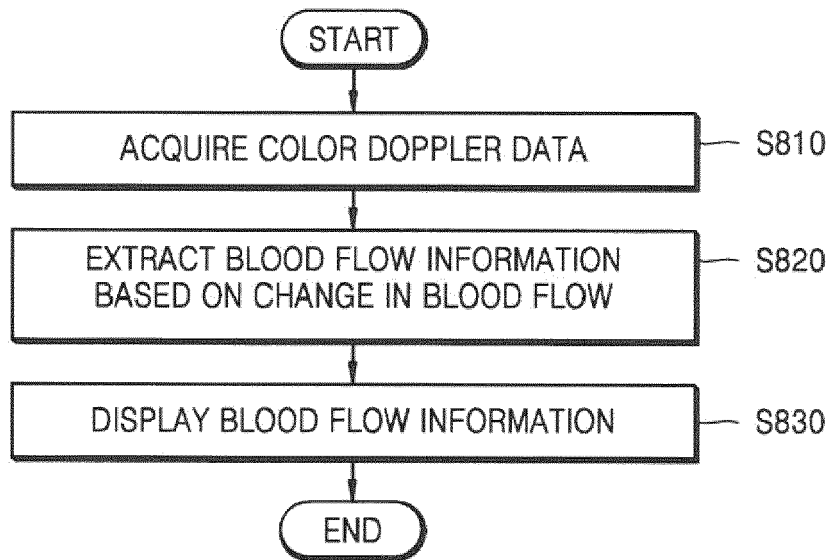 START
ACQUIRE COLOR DOPPLER DATA
S810
EXTRACT BLOOD FLOW INFORMATION
BASED ON CHANGE IN BLOOD FLOW
S820
DISPLAY BLOOD FLOW INFORMATION
S830
END